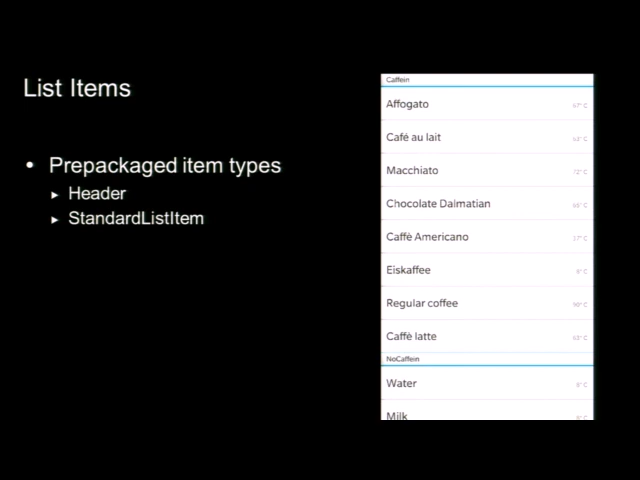 List Items
• Prepackaged item types
▸ Header
▸ StandardListItem
Caffein
Affogato
Café au lait
Macchiato
Chocolate Dalmatian
Caffè Americano
Eiskaffee
Regular coffee
Caffè latte
NoCaffein
Water
Milk